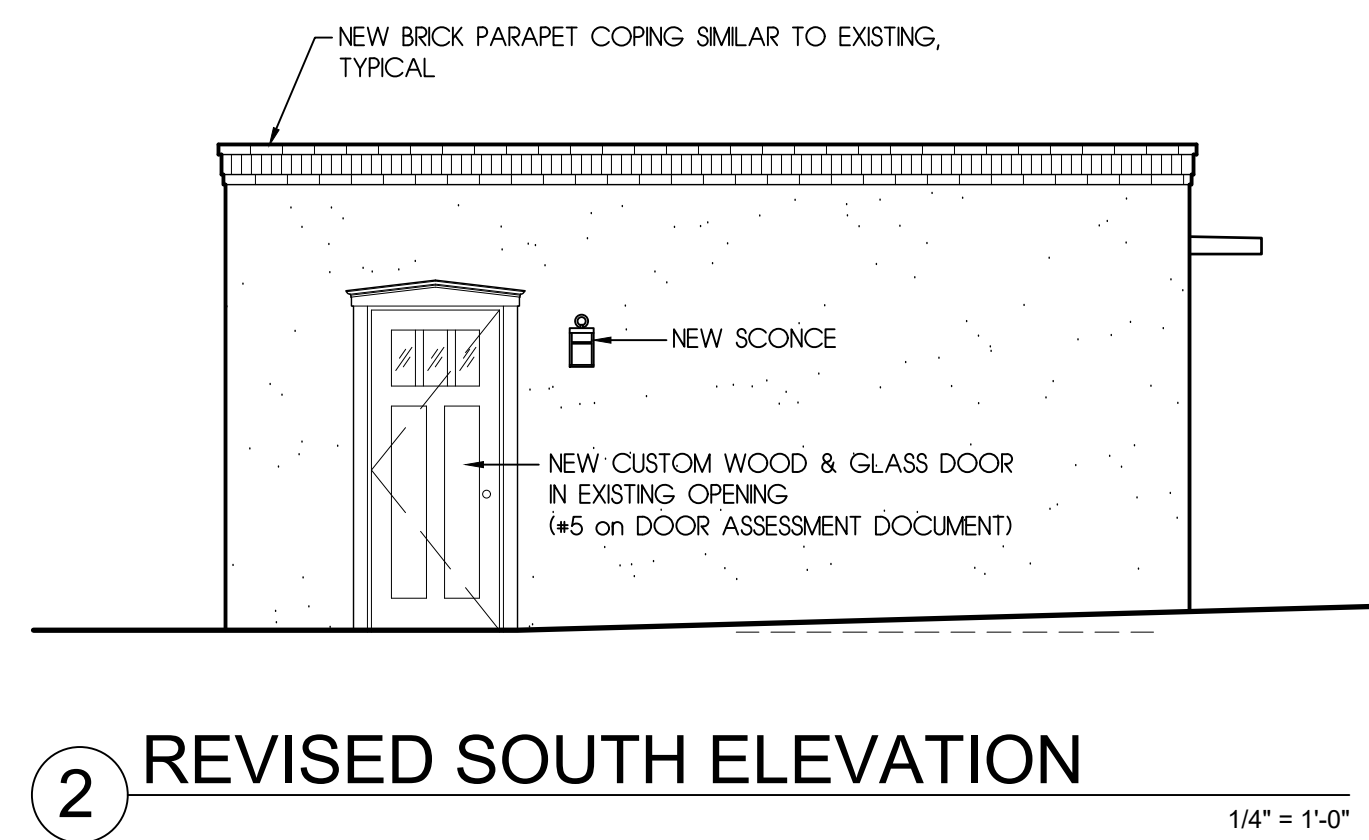 NEW BRICK PARAPET COPING SIMILAR TO EXISTING,
TYPICAL
NEW SCONCE
NEW CUSTOM WOOD & GLASS DOOR
IN EXISTING OPENING
(#5 on DOOR ASSESSMENT DOCUMENT)
2
REVISED SOUTH ELEVATION
1/4" = 1'-0"